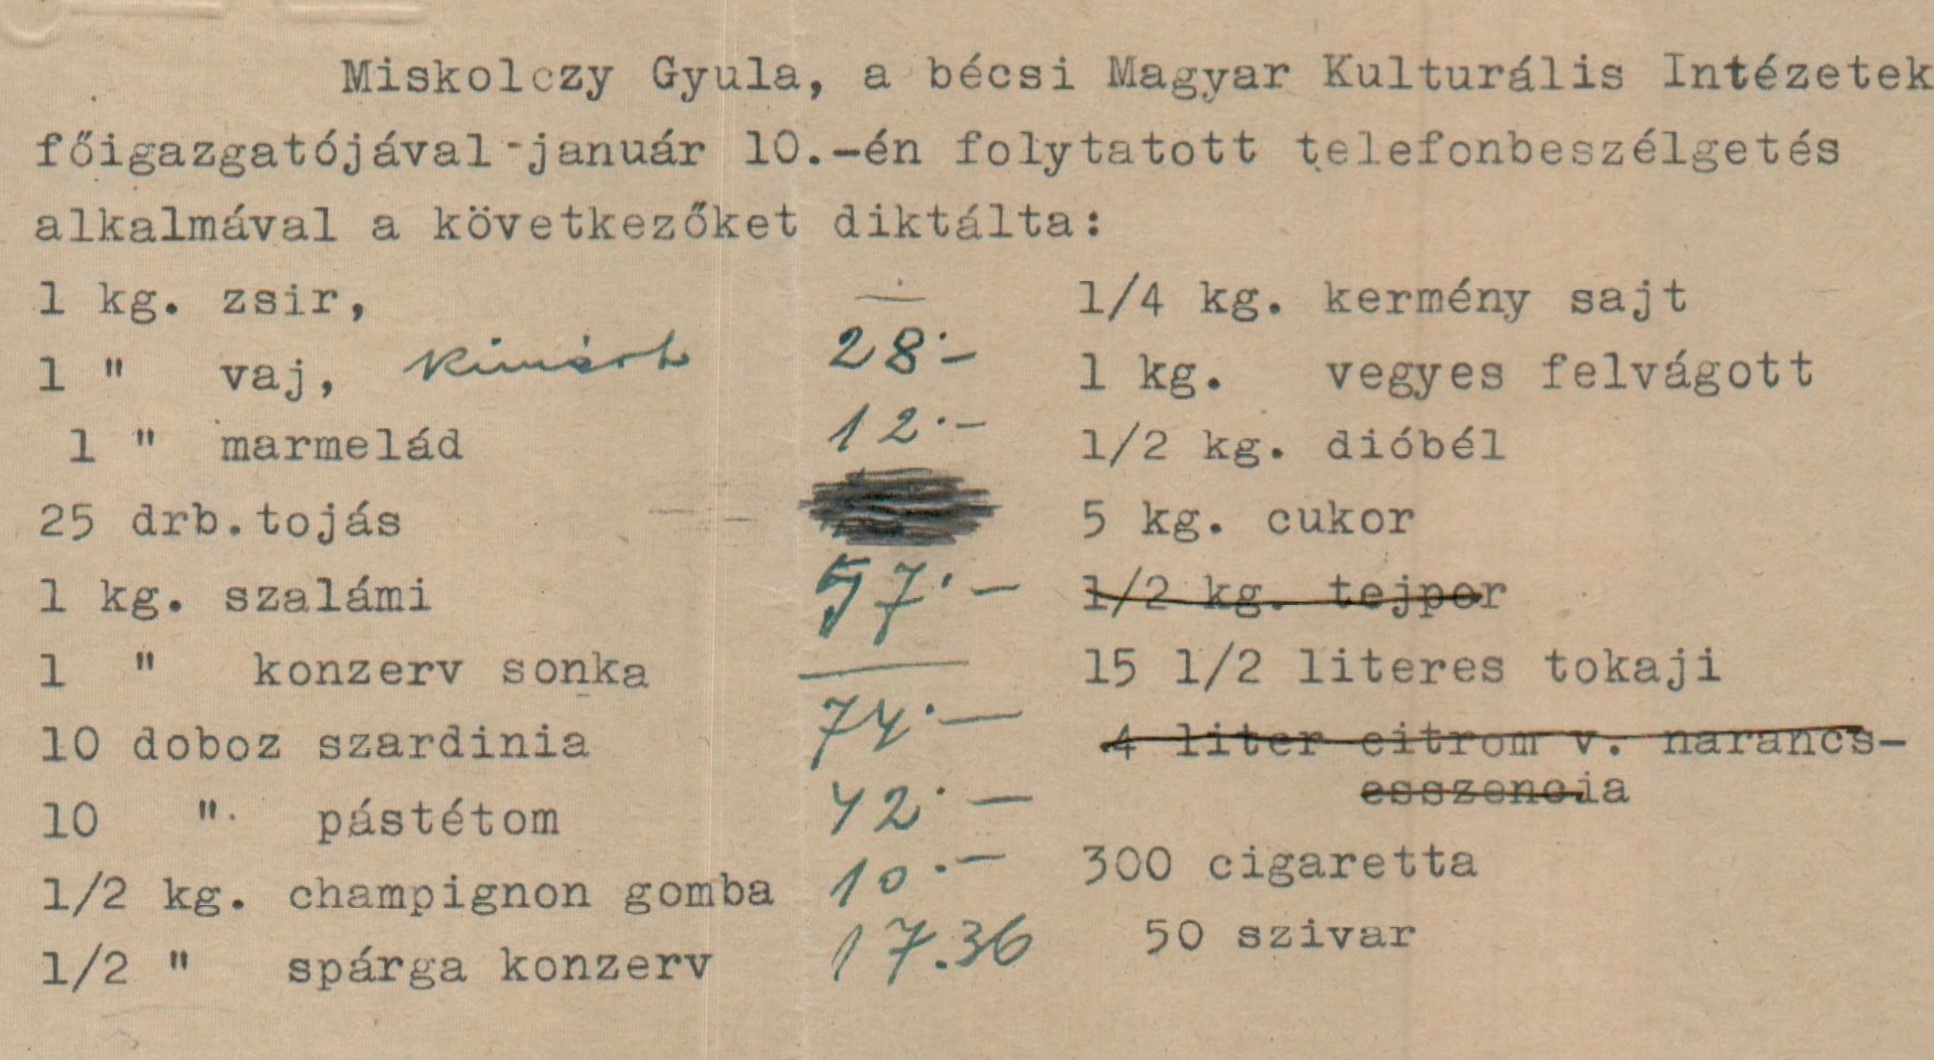 Miskolczy Gyula, a bécsi Magyar Kulturális Intézetek
főigazgatójával-január 10.-én folytatott telefonbeszélgetés
alkalmával a következőket diktálta:
1 kg. zsir, —
1 " vaj, 28·—
1 " marmelád 12·—
25 drb.tojás
1 kg. szalámi 57·—
1 " konzerv sonka —
10 doboz szardinia 74·—
10 " pástétom 42·—
1/2 kg. champignon gomba 10·—
1/2 " spárga konzerv 17.36
1/4 kg. kermény sajt
1 kg. vegyes felvágott
1/2 kg. dióbél
5 kg. cukor
1/2 kg. tejpor
15 1/2 literes tokaji
4 liter citrom v. narancs-
esszencia
300 cigaretta
50 szivar